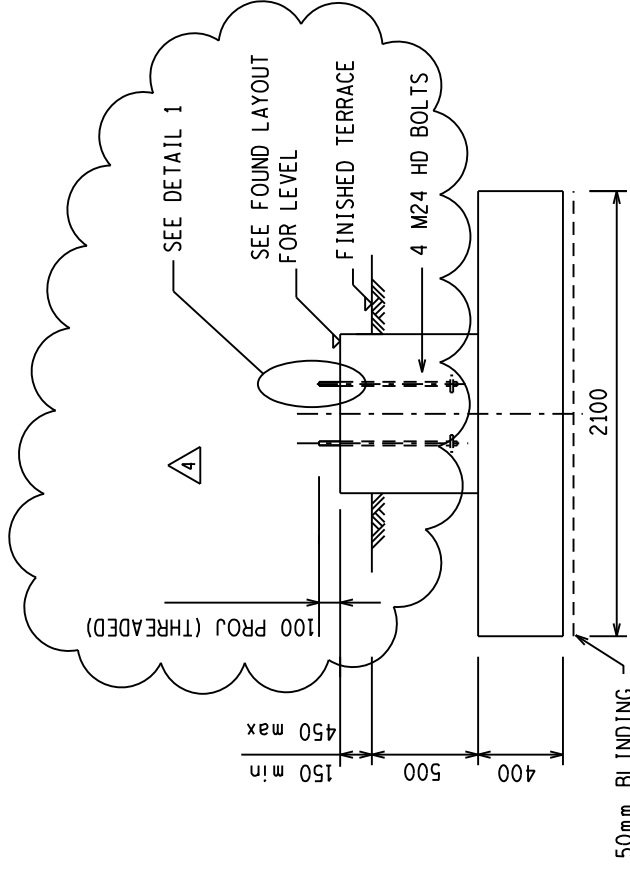 SEE DETAIL 1
SEE FOUND LAYOUT
FOR LEVEL
FINISHED TERRACE
4 M24 HD BOLTS
4
100 PROJ (THREADED)
450 max
150 min
500
400
2100
50mm BLINDING